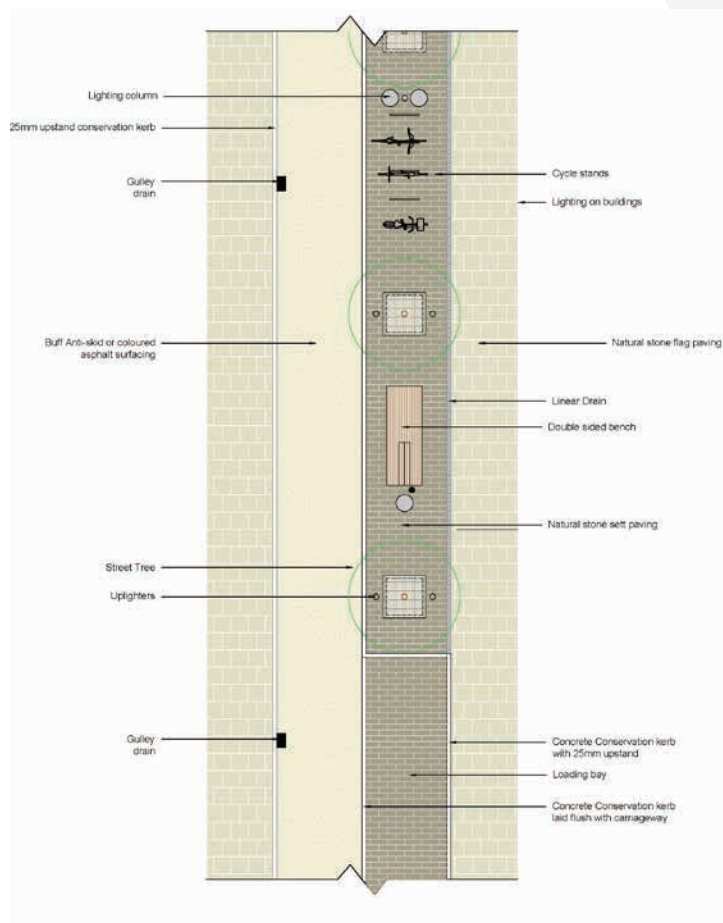 Lighting column
25mm upstand conservation kerb
Gulley
drain
Buff Anti-skid or coloured
asphalt surfacing
Street Tree
Uplighters
Gulley
drain
Cycle stands
Lighting on buildings
Natural stone flag paving
Linear Drain
Double sided bench
Natural stone sett paving
Concrete Conservation kerb
with 25mm upstand
Loading bay
Concrete Conservation kerb
laid flush with carriageway